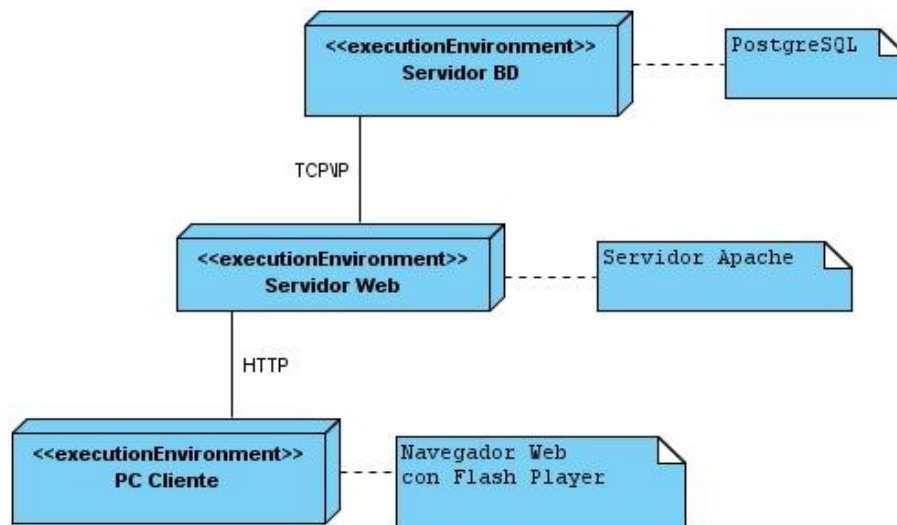 <<executionEnvironment>>
Servidor BD
PostgreSQL
TCP\IP
<<executionEnvironment>>
Servidor Web
Servidor Apache
HTTP
<<executionEnvironment>>
PC Cliente
Navegador Web
con Flash Player